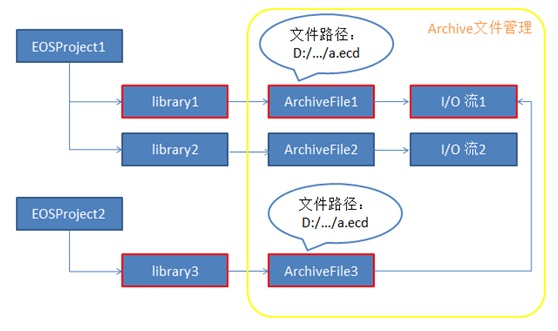 Archive文件管理
文件路径：
D:/.../a.ecd
EOSProject1
library1
ArchiveFile1
I/O 流1
library2
ArchiveFile2
I/O 流2
EOSProject2
文件路径：
D:/.../a.ecd
library3
ArchiveFile3